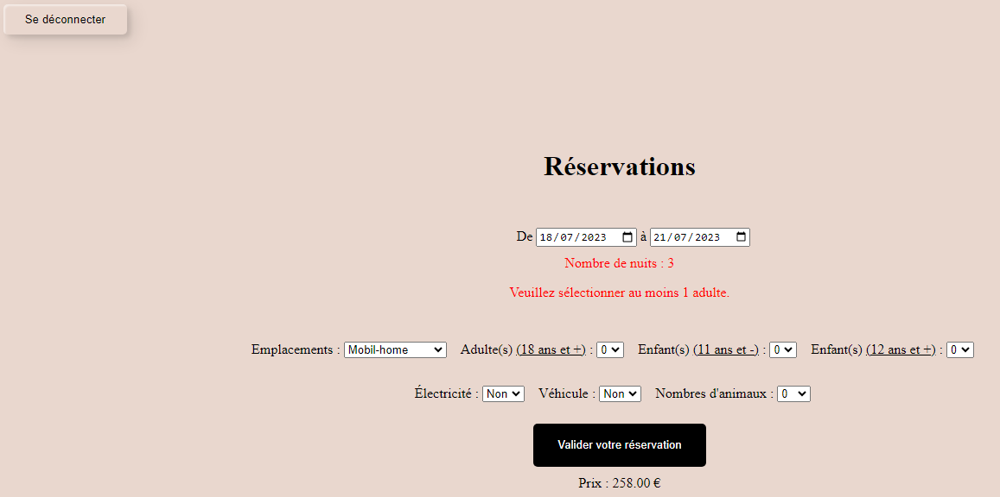 Se déconnecter
Réservations
De 18/07/2023 à 21/07/2023
Nombre de nuits : 3
Veuillez sélectionner au moins 1 adulte.
Emplacements : Mobil-home Adulte(s) (18 ans et +) : 0 Enfant(s) (11 ans et -) : 0 Enfant(s) (12 ans et +) : 0
Électricité : Non Véhicule : Non Nombres d'animaux : 0
Valider votre réservation
Prix : 258.00 €